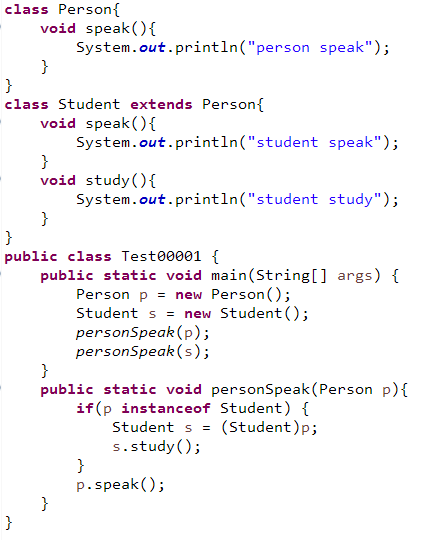 class Person{
    void speak(){
        System.out.println("person speak");
    }
}
class Student extends Person{
    void speak(){
        System.out.println("student speak");
    }
    void study(){
        System.out.println("student study");
    }
}
public class Test00001 {
    public static void main(String[] args) {
        Person p = new Person();
        Student s = new Student();
        personSpeak(p);
        personSpeak(s);
    }
    public static void personSpeak(Person p){
        if(p instanceof Student) {
            Student s = (Student)p;
            s.study();
        }
        p.speak();
    }
}